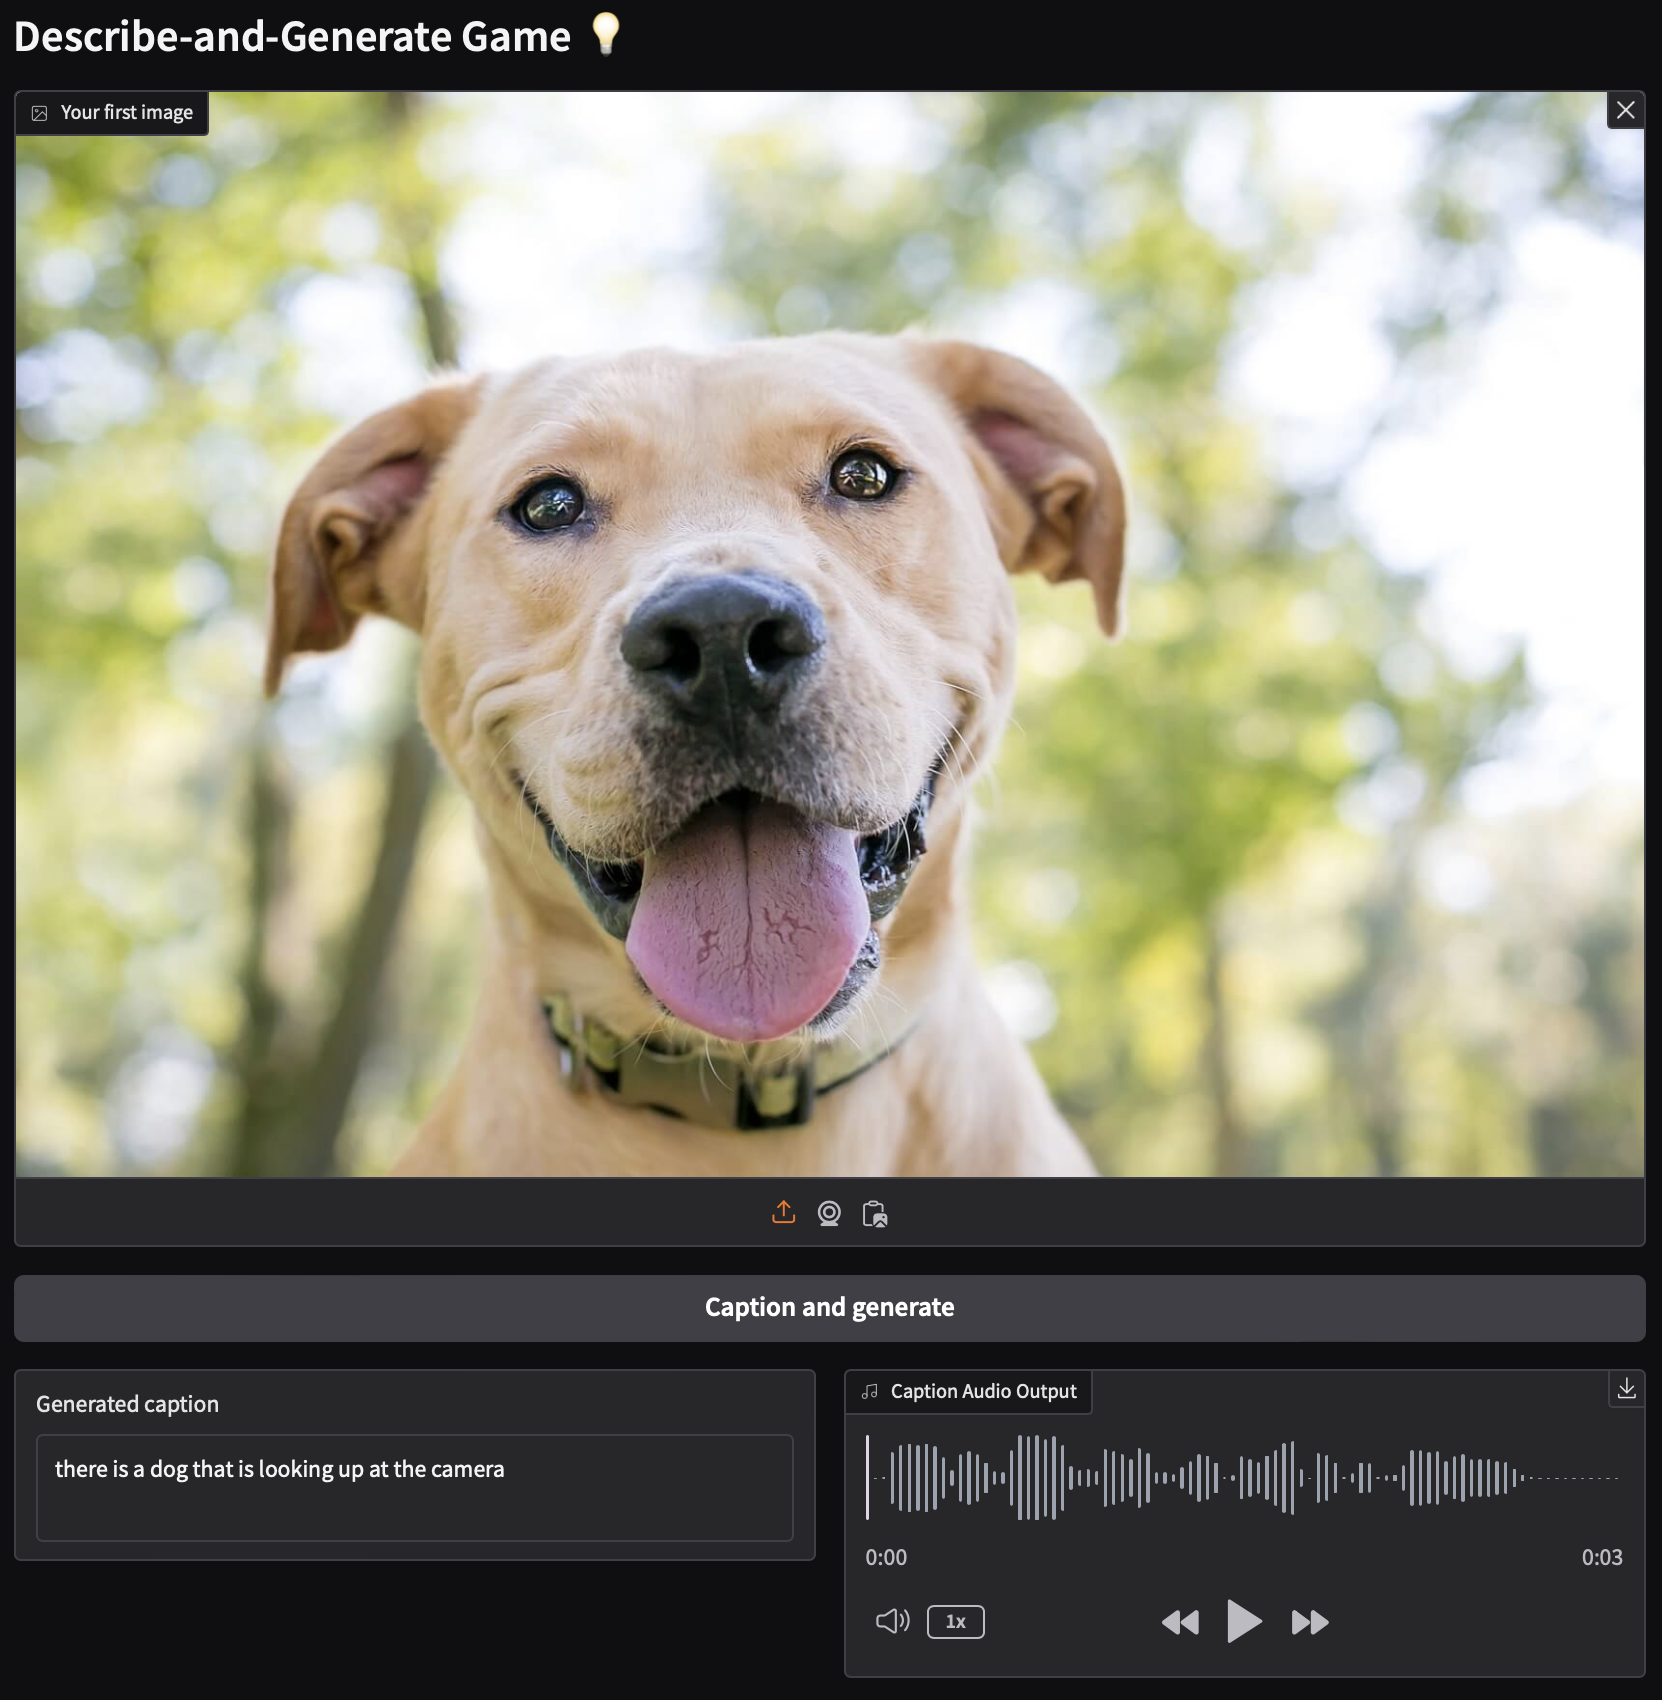 Describe-and-Generate Game 💡
Your first image
Caption and generate
Generated caption
there is a dog that is looking up at the camera
Caption Audio Output
0:00
0:03
1x